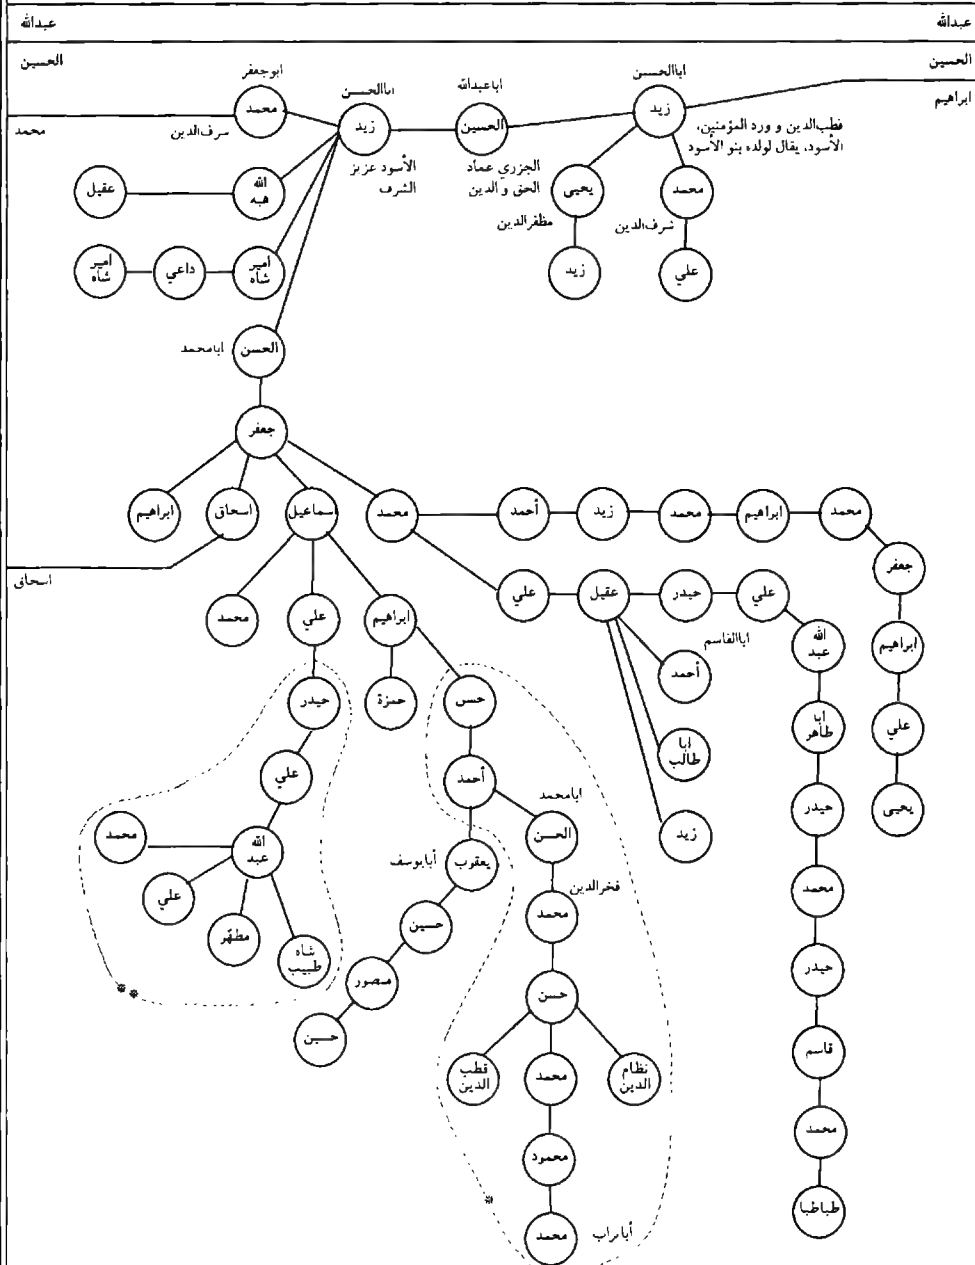 عبدالله
عبدالله
الحسين
الحسين
ابراهيم
محمد
اباالحسن
زيد
قطب‌الدين و ورد المؤمنين،
الأسود، يقال لولده بنو الأسود
اباعبدالله
الحسين
الجزري عماد
الحق و الدين
اباالحسن
زيد
الأسود عزيز
الشرف
ابوجعفر
محمد
شرف‌الدين
محمد
شرف‌الدين
علي
يحيى
مظفرالدين
زيد
الله
هبه
عقيل
امير
شاه
داعي
امير
شاه
الحسن
ابامحمد
جعفر
محمد
ابراهيم
محمد
زيد
أحمد
محمد
سماعيل
اسحاق
ابراهيم
اسحاق
جعفر
ابراهيم
علي
يحيى
علي
حيدر
عقيل
علي
اباالقاسم
أحمد
ابا
طالب
زيد
الله
عبد
ابا
طاهر
حيدر
محمد
حيدر
قاسم
محمد
طباطبا
ابراهيم
علي
محمد
حسن
حمزة
حيدر
أحمد
علي
ابامحمد
الحسن
الله
عبد
محمد
علي
مطهّر
شاه
طبيب
**
يعقوب
أبايوسف
حسين
منصور
حسين
فخرالدين
محمد
حسن
نظام
الدين
محمد
قطب
الدين
محمود
*
محمد
أباتراب